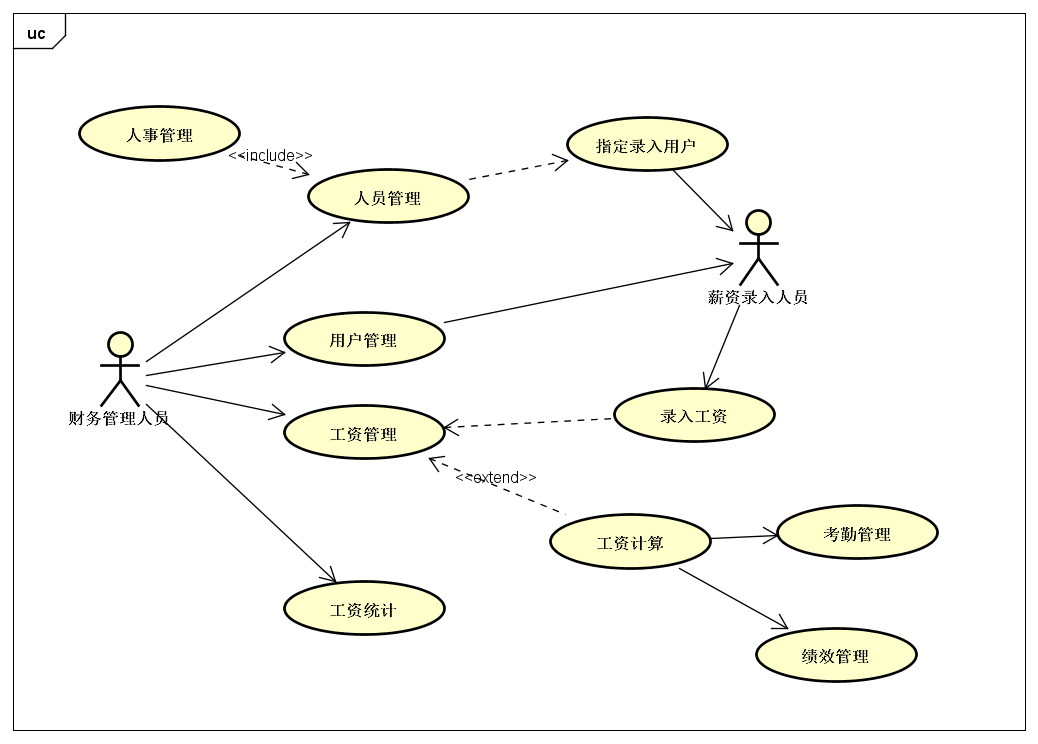 uc
人事管理
<<include>>
指定录入用户
人员管理
薪资录入人员
用户管理
财务管理人员
录入工资
工资管理
<<extend>>
工资计算
考勤管理
工资统计
绩效管理